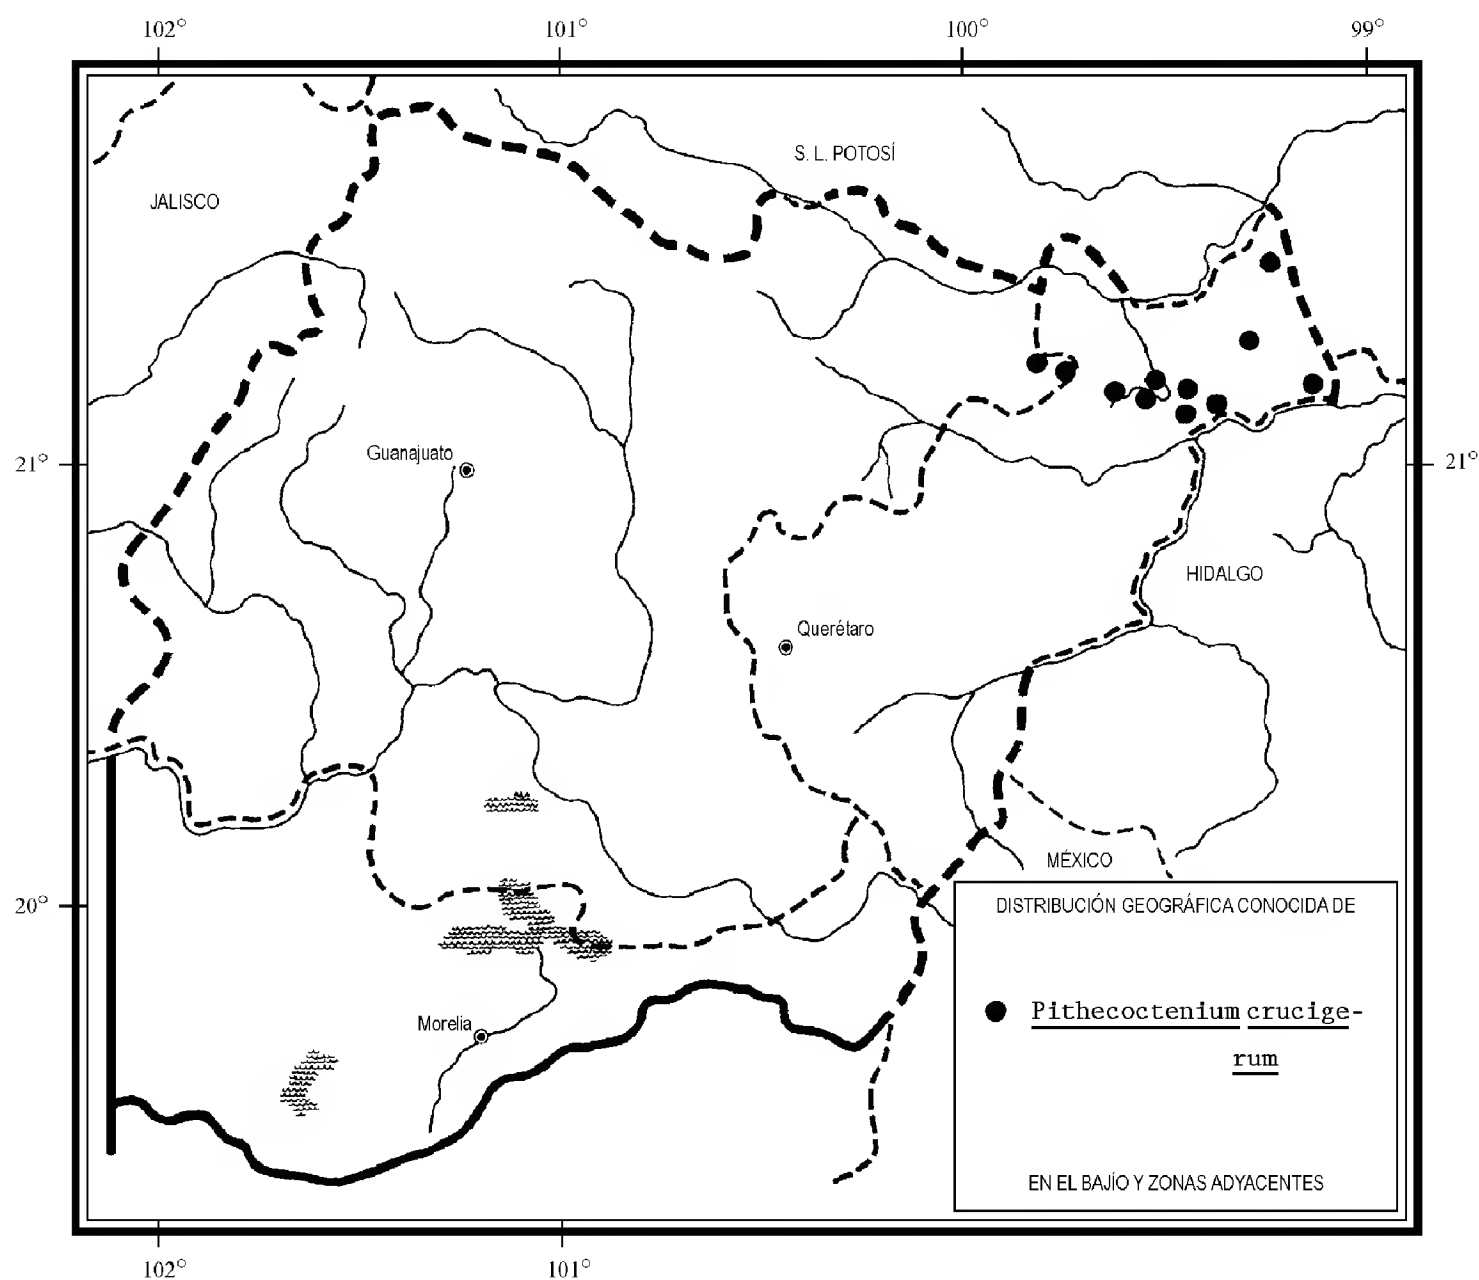 102° 101° 100° 99°
S. L. POTOSÍ
JALISCO
Guanajuato
21° 21°
HIDALGO
Querétaro
MÉXICO
20°
DISTRIBUCIÓN GEOGRÁFICA CONOCIDA DE
Pithecoctenium crucige-
rum
Morelia
EN EL BAJÍO Y ZONAS ADYACENTES
102° 101°